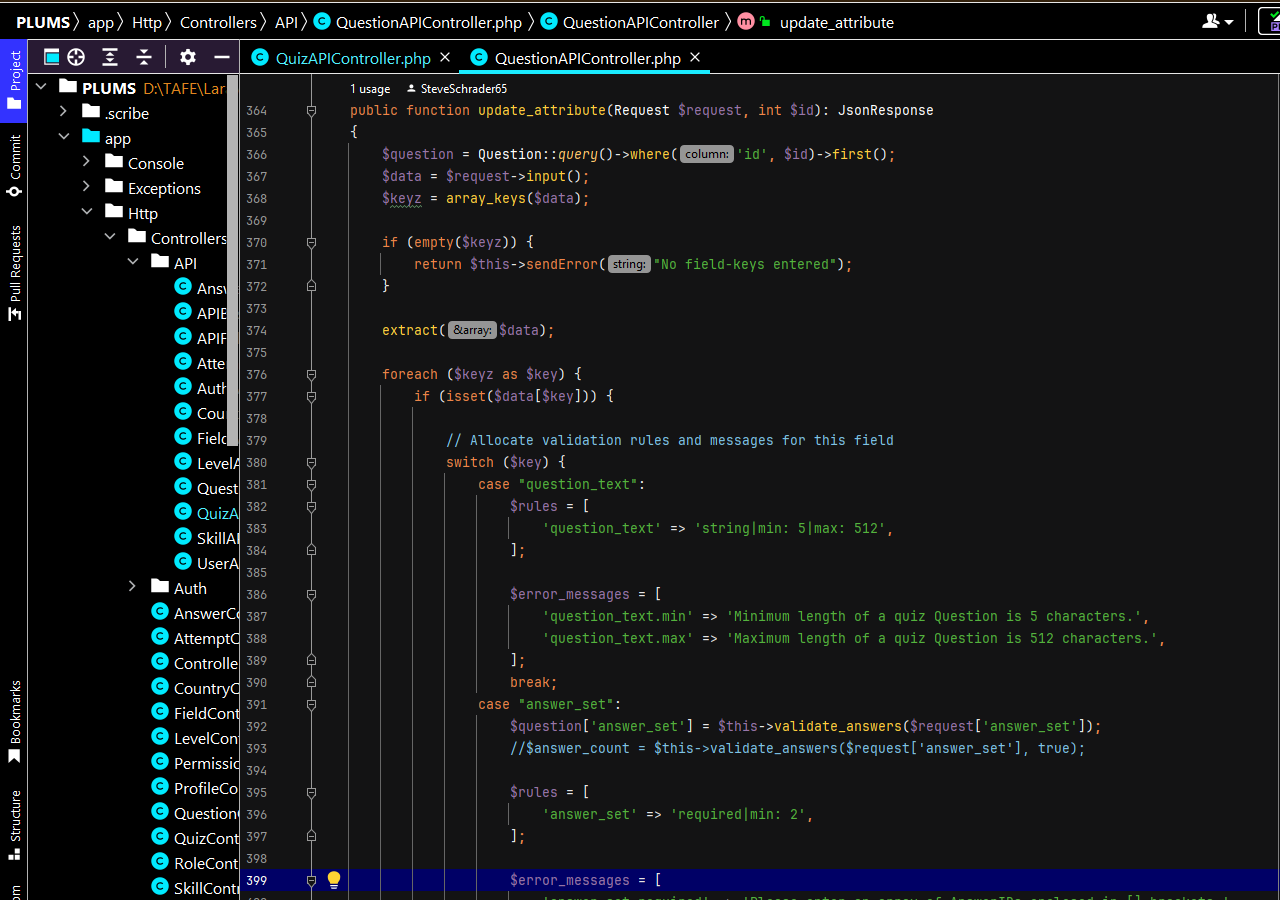 PLUMS app Http Controllers API QuestionAPIController.php QuestionAPIController update_attribute
Project
Commit
Pull Requests
Bookmarks
Structure
PLUMS D:\TAFE\Lara
.scribe
app
Console
Exceptions
Http
Controllers
API
Answ
APIE
APIF
Atte
Auth
Cou
Field
LevelA
Quest
QuizA
SkillAI
UserA
Auth
AnswerCo
AttemptC
Controlle
CountryC
FieldCont
LevelCon
Permissio
ProfileCo
Question
QuizCont
RoleCont
SkillContr
QuizAPIController.php QuestionAPIController.php
1 usage SteveSchrader65
364 public function update_attribute(Request $request, int $id): JsonResponse
365 {
366 $question = Question::query()->where( column: 'id', $id)->first();
367 $data = $request->input();
368 $keyz = array_keys($data);
369
370 if (empty($keyz)) {
371 return $this->sendError( string: "No field-keys entered");
372 }
373
374 extract( &array: $data);
375
376 foreach ($keyz as $key) {
377 if (isset($data[$key])) {
378
379 // Allocate validation rules and messages for this field
380 switch ($key) {
381 case "question_text":
382 $rules = [
383 'question_text' => 'string|min: 5|max: 512',
384 ];
385
386 $error_messages = [
387 'question_text.min' => 'Minimum length of a quiz Question is 5 characters.',
388 'question_text.max' => 'Maximum length of a quiz Question is 512 characters.',
389 ];
390 break;
391 case "answer_set":
392 $question['answer_set'] = $this->validate_answers($request['answer_set']);
393 //$answer_count = $this->validate_answers($request['answer_set'], true);
394
395 $rules = [
396 'answer_set' => 'required|min: 2',
397 ];
398
399 $error_messages = [